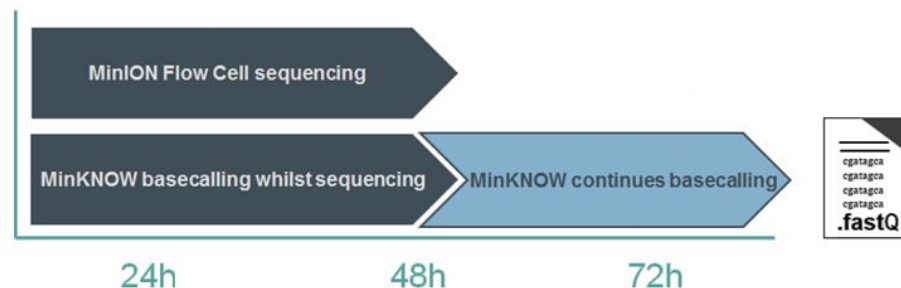 MinION Flow Cell sequencing
MinKNOW basecalling whilst sequencing
MinKNOW continues basecalling
cgatagca
cgatagca
cgatagca
cgatagca
.fastQ
24h
48h
72h